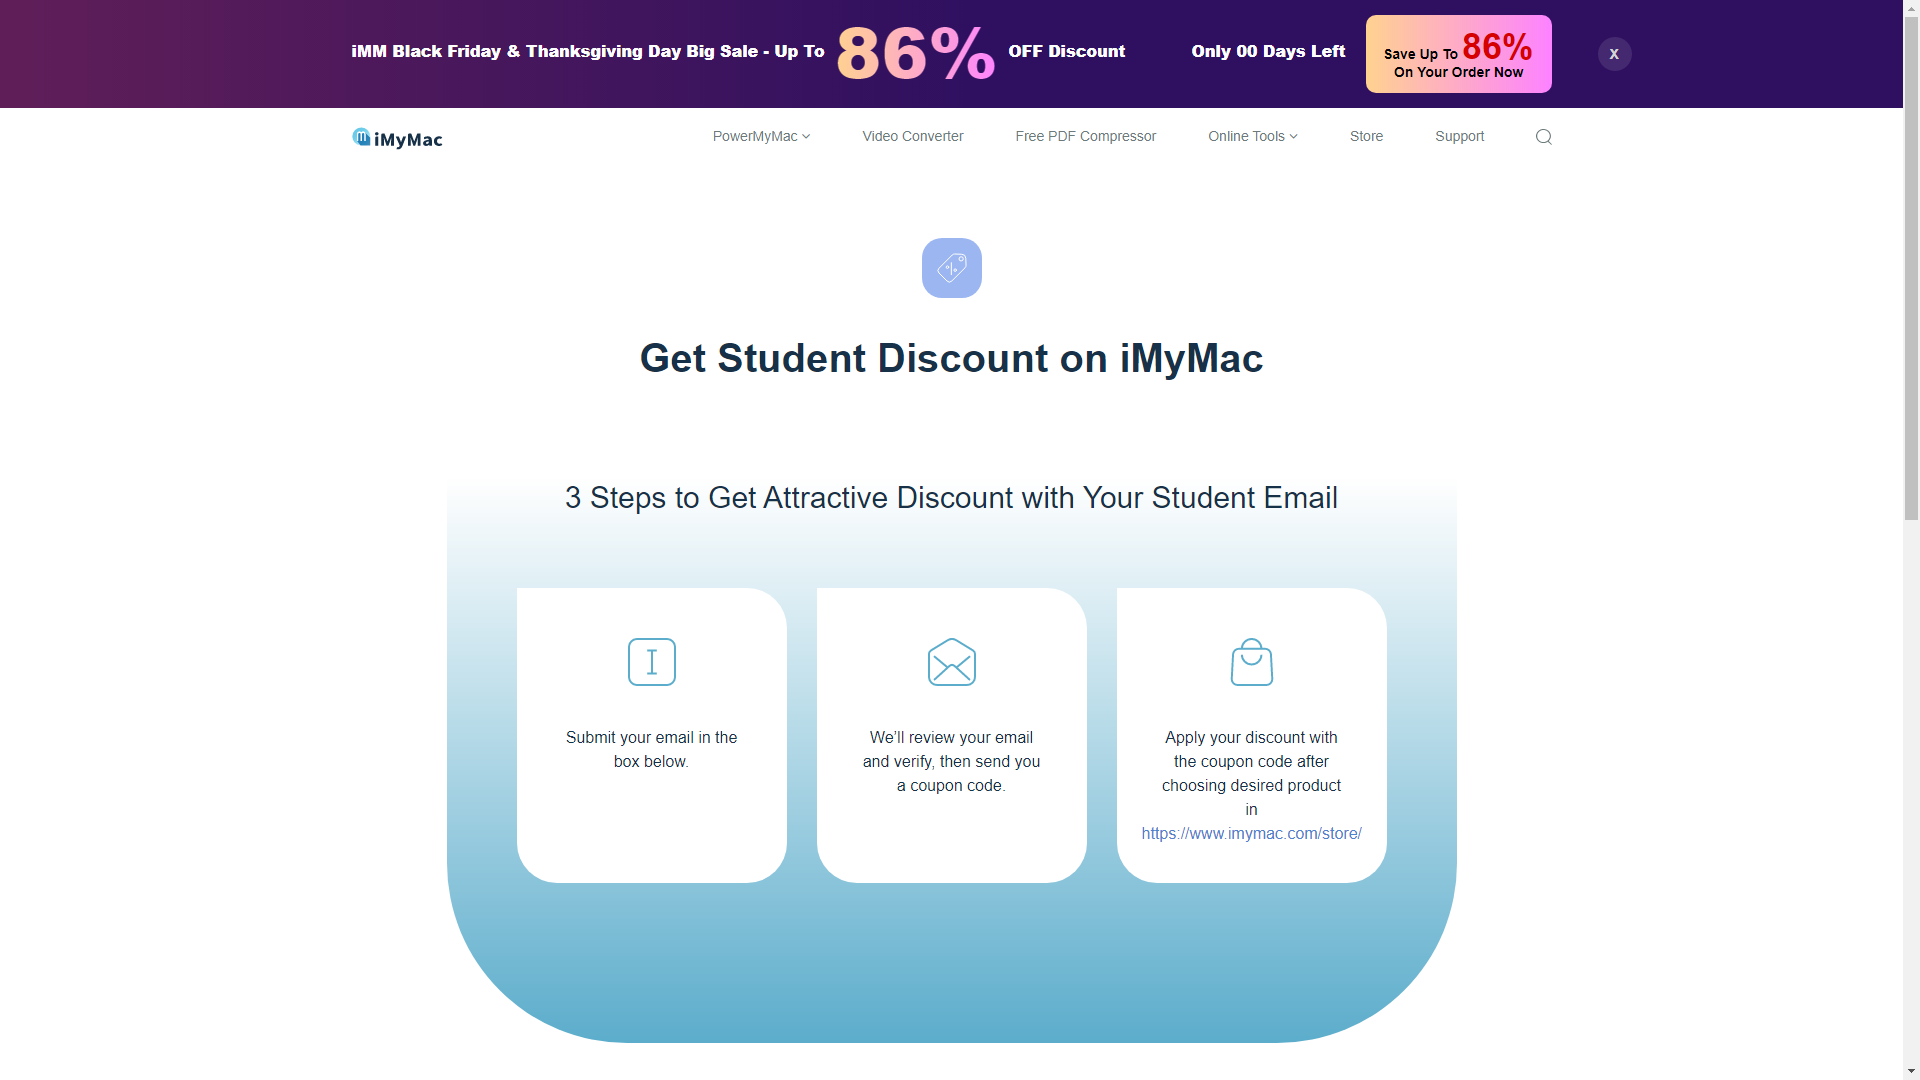 iMM Black Friday & Thanksgiving Day Big Sale - Up To 86% OFF Discount
Only 00 Days Left
Save Up To 86%
On Your Order Now
X
iMyMac
PowerMyMac
Video Converter
Free PDF Compressor
Online Tools
Store
Support
Get Student Discount on iMyMac
3 Steps to Get Attractive Discount with Your Student Email
Submit your email in the
box below.
We’ll review your email
and verify, then send you
a coupon code.
Apply your discount with
the coupon code after
choosing desired product
in
https://www.imymac.com/store/